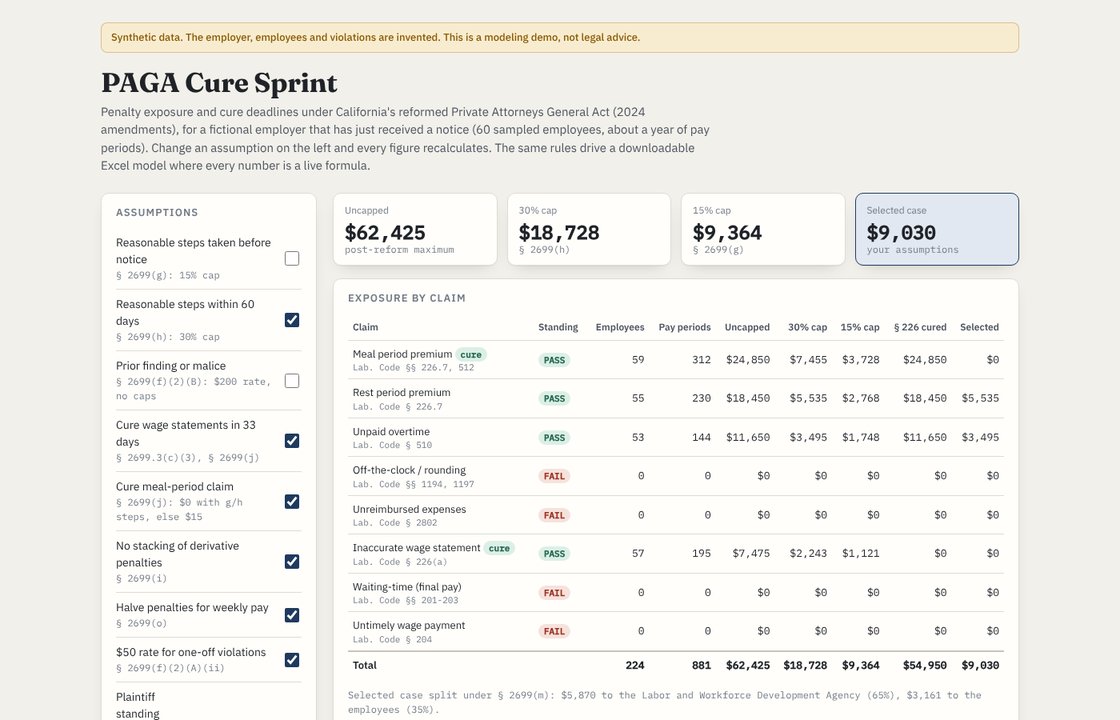 Synthetic data. The employer, employees and violations are invented. This is a modeling demo, not legal advice.
PAGA Cure Sprint
Penalty exposure and cure deadlines under California's reformed Private Attorneys General Act (2024
amendments), for a fictional employer that has just received a notice (60 sampled employees, about a year of pay
periods). Change an assumption on the left and every figure recalculates. The same rules drive a downloadable
Excel model where every number is a live formula.
ASSUMPTIONS
Reasonable steps taken before
notice
§ 2699(g): 15% cap
Reasonable steps within 60
days
§ 2699(h): 30% cap
Prior finding or malice
§ 2699(f)(2)(B): $200 rate,
no caps
Cure wage statements in 33
days
§ 2699.3(c)(3), § 2699(j)
Cure meal-period claim
§ 2699(j): $0 with g/h
steps, else $15
No stacking of derivative
penalties
§ 2699(i)
Halve penalties for weekly pay
§ 2699(o)
$50 rate for one-off violations
§ 2699(f)(2)(A)(ii)
Plaintiff
standing
Uncapped
$62,425
post-reform maximum
30% cap
$18,728
§ 2699(h)
15% cap
$9,364
§ 2699(g)
Selected case
$9,030
your assumptions
EXPOSURE BY CLAIM
Claim Standing Employees Pay periods Uncapped 30% cap 15% cap § 226 cured Selected
Meal period premium cure PASS 59 312 $24,850 $7,455 $3,728 $24,850 $0
Lab. Code §§ 226.7, 512
Rest period premium PASS 55 230 $18,450 $5,535 $2,768 $18,450 $5,535
Lab. Code § 226.7
Unpaid overtime PASS 53 144 $11,650 $3,495 $1,748 $11,650 $3,495
Lab. Code § 510
Off-the-clock / rounding FAIL 0 0 $0 $0 $0 $0 $0
Lab. Code §§ 1194, 1197
Unreimbursed expenses FAIL 0 0 $0 $0 $0 $0 $0
Lab. Code § 2802
Inaccurate wage statement cure PASS 57 195 $7,475 $2,243 $1,121 $0 $0
Lab. Code § 226(a)
Waiting-time (final pay) FAIL 0 0 $0 $0 $0 $0 $0
Lab. Code §§ 201-203
Untimely wage payment FAIL 0 0 $0 $0 $0 $0 $0
Lab. Code § 204
Total 224 881 $62,425 $18,728 $9,364 $54,950 $9,030
Selected case split under § 2699(m): $5,870 to the Labor and Workforce Development Agency (65%), $3,161 to the
employees (35%).